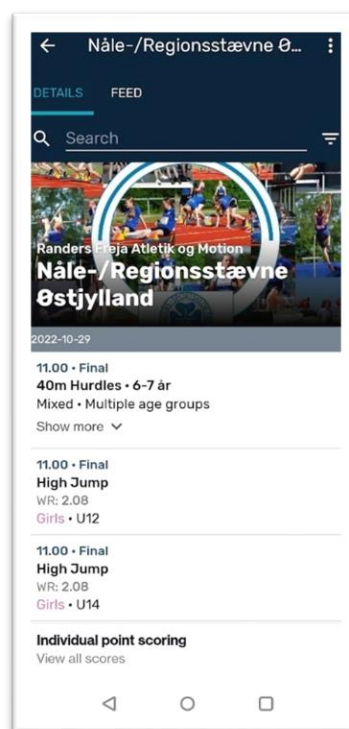 Nåle-/Regionsstævne Ø...
DETAILS FEED
Search
Randers Freja Atletik og Motion
Nåle-/Regionsstævne
Østjylland
2022-10-29
11.00 • Final
40m Hurdles • 6-7 år
Mixed • Multiple age groups
Show more
11.00 • Final
High Jump
WR: 2.08
Girls • U12
11.00 • Final
High Jump
WR: 2.08
Girls • U14
Individual point scoring
View all scores